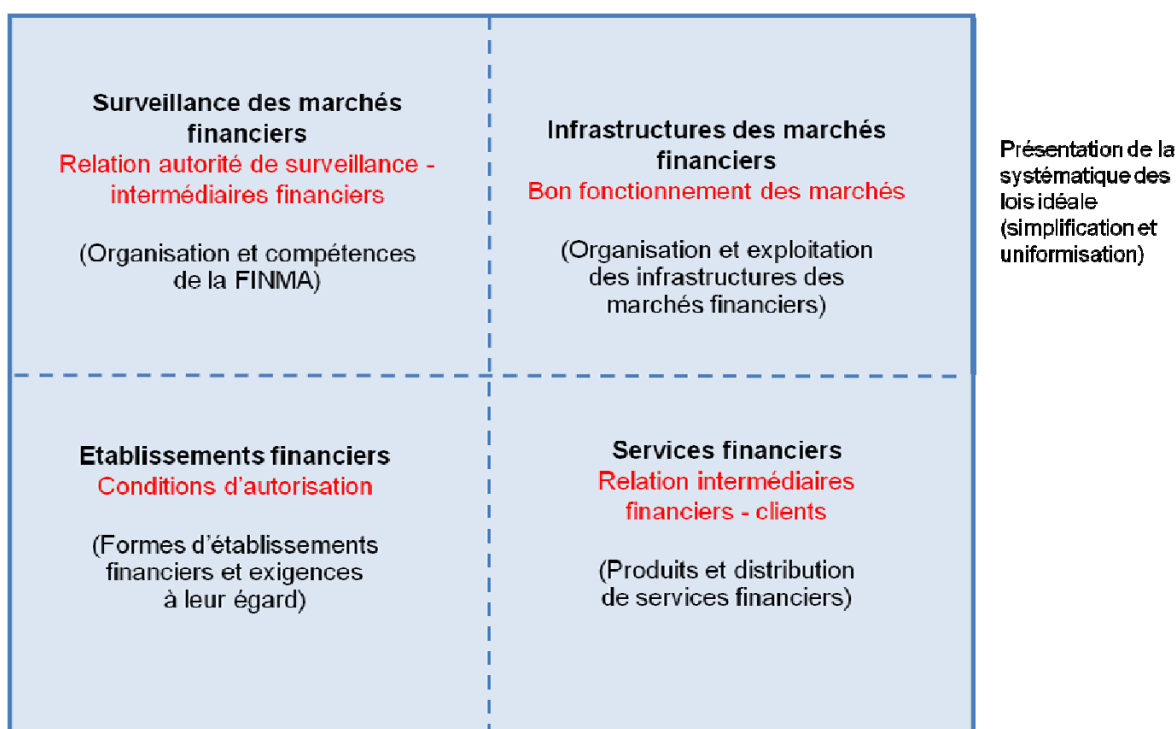 Surveillance des marchés
financiers
Relation autorité de surveillance -
intermédiaires financiers
(Organisation et compétences
de la FINMA)
Infrastructures des marchés
financiers
Bon fonctionnement des marchés
(Organisation et exploitation
des infrastructures des
marchés financiers)
Présentation de la
systématique des
lois idéale
(simplification et
uniformisation)
Etablissements financiers
Conditions d'autorisation
(Formes d'établissements
financiers et exigences
à leur égard)
Services financiers
Relation intermédiaires
financiers - clients
(Produits et distribution
de services financiers)